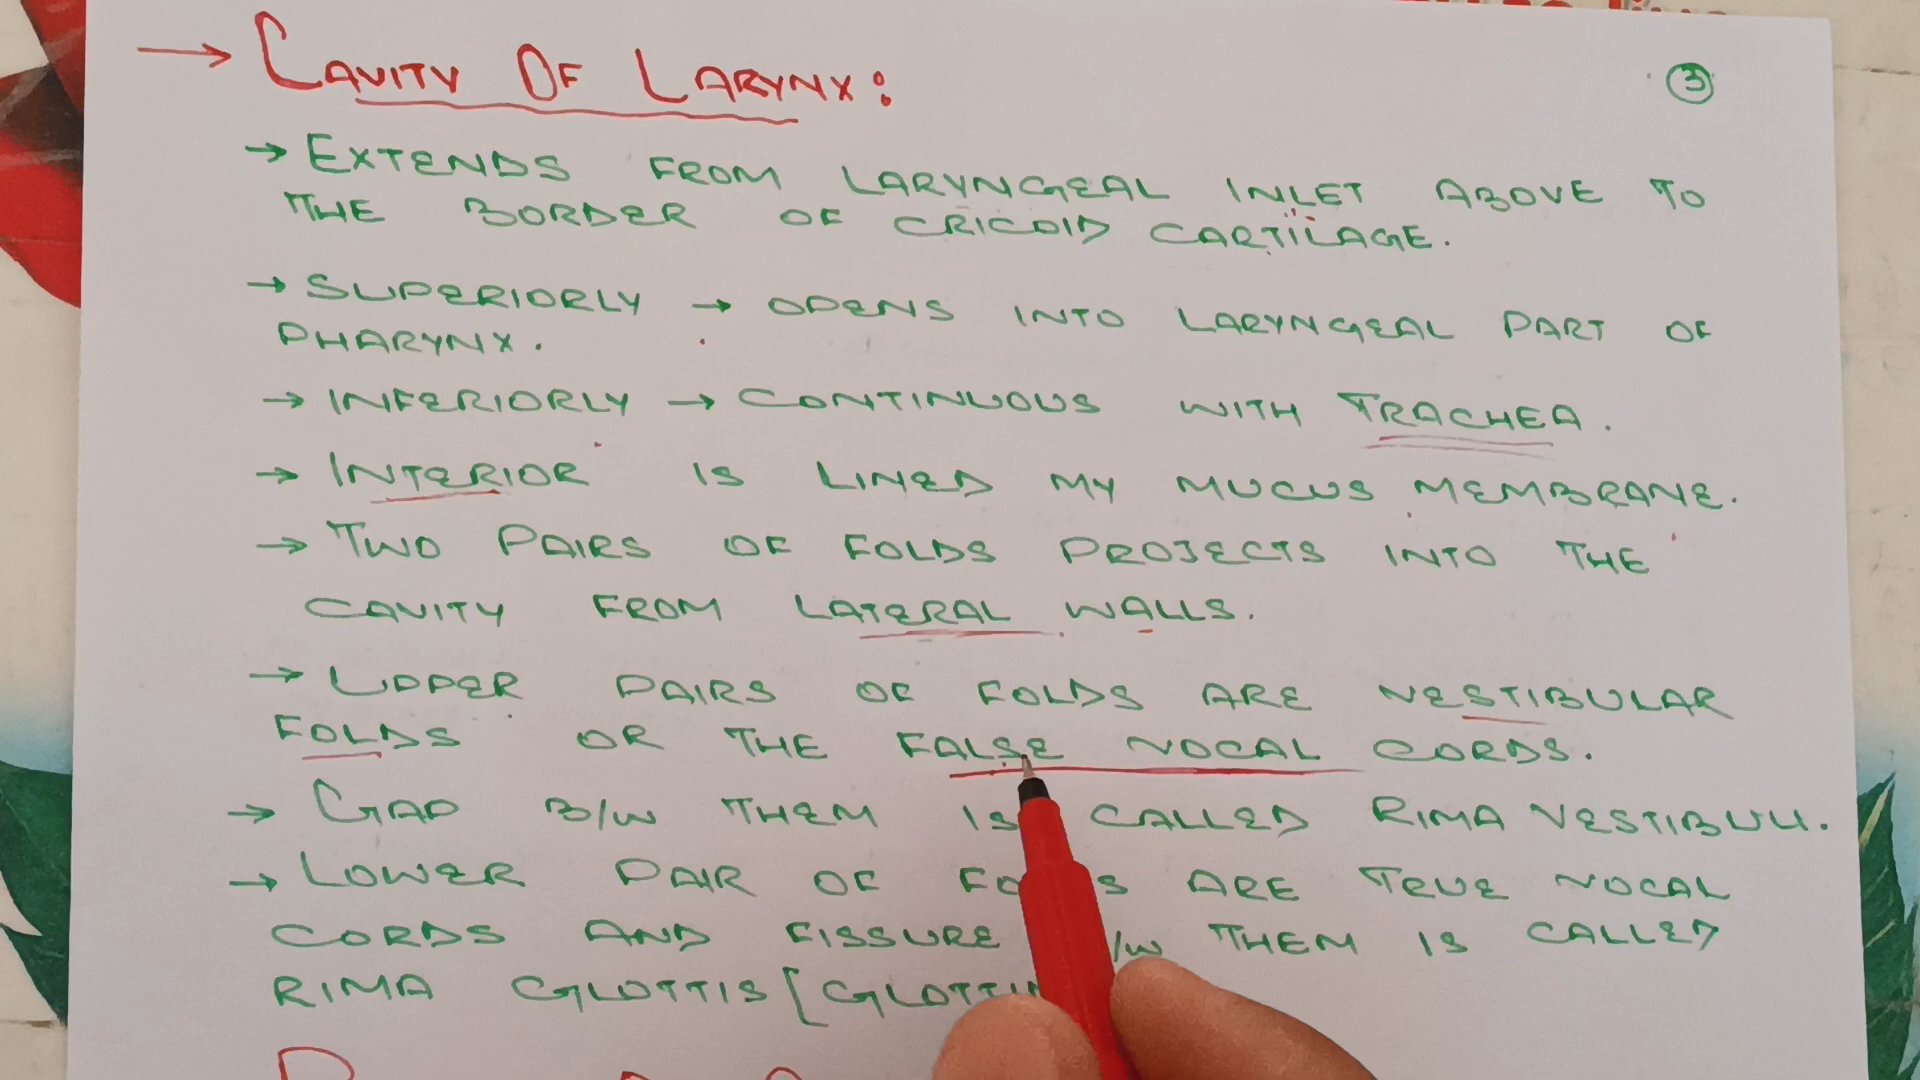 → CAVITY OF LARYNX:
3
→ EXTENDS FROM LARYNGEAL INLET ABOVE TO
THE BORDER OF CRICOID CARTILAGE.
→ SUPERIORLY → OPENS INTO LARYNGEAL PART OF
PHARYNX.
→ INFERIORLY → CONTINUOUS WITH TRACHEA.
→ INTERIOR IS LINED MY MUCUS MEMBRANE.
→ TWO PAIRS OF FOLDS PROJECTS INTO THE
CAVITY FROM LATERAL WALLS.
→ UPPER PAIRS OF FOLDS ARE VESTIBULAR
FOLDS OR THE FALSE VOCAL CORDS.
→ GAP B/W THEM IS CALLED RIMA VESTIBULI.
→ LOWER PAIR OF ARE TRUE VOCAL
CORDS AND FISSURE /W THEM IS CALLED
RIMA GLOTTIS [